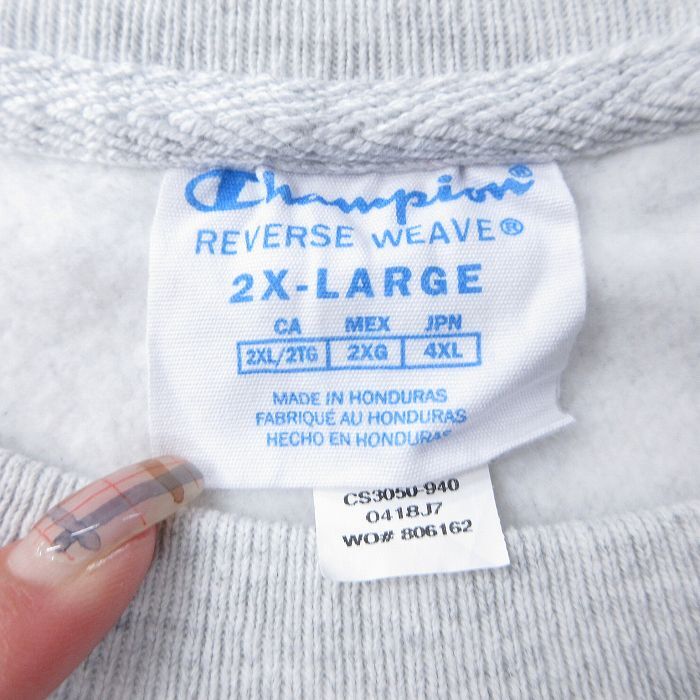 Champion®
REVERSE WEAVE®
2X-LARGE
CA MEX JPN
2XL/2TG 2XG 4XL
MADE IN HONDURAS
FABRIQUÉ AU HONDURAS
HECHO EN HONDURAS
CS3050-940
0418J7
WO# 806162